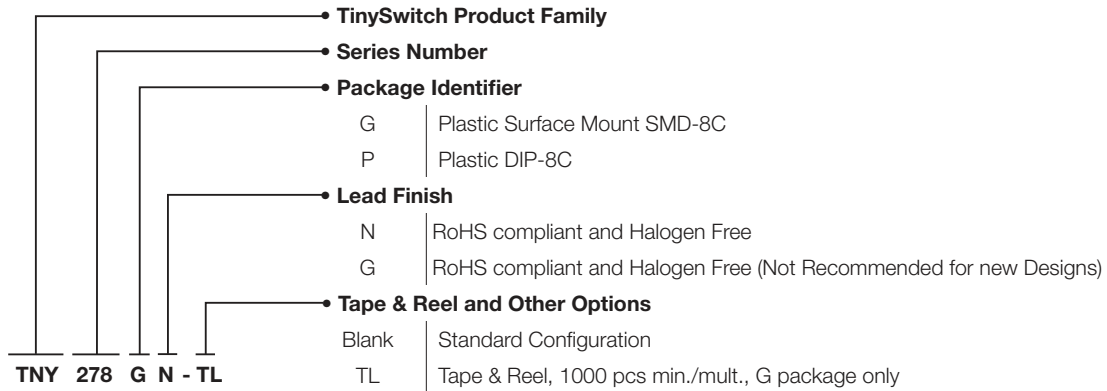 TinySwitch Product Family
Series Number
Package Identifier
G Plastic Surface Mount SMD-8C
P Plastic DIP-8C
Lead Finish
N RoHS compliant and Halogen Free
G RoHS compliant and Halogen Free (Not Recommended for new Designs)
Tape & Reel and Other Options
Blank Standard Configuration
TL Tape & Reel, 1000 pcs min./mult., G package only
TNY 278 G N - TL